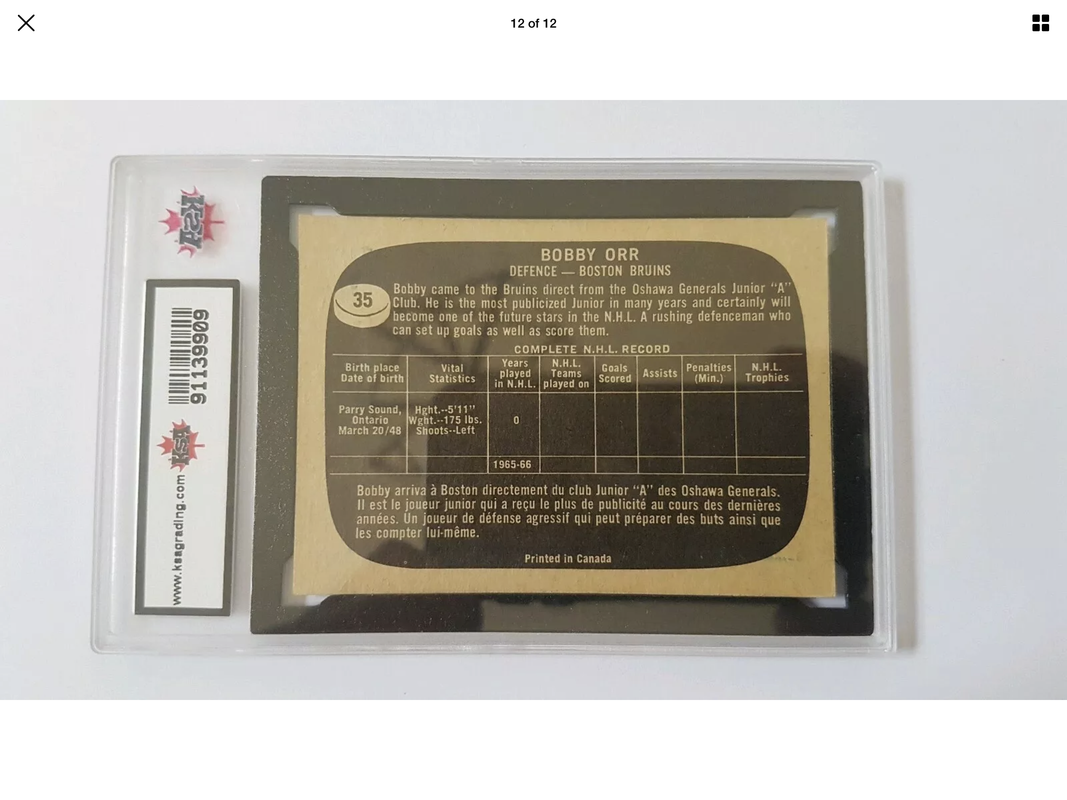 12 of 12
KSA
91139909
KSA
www.ksagrading.com
BOBBY ORR
DEFENCE — BOSTON BRUINS
35
Bobby came to the Bruins direct from the Oshawa Generals Junior “A”
Club. He is the most publicized Junior in many years and certainly will
become one of the future stars in the N.H.L. A rushing defenceman who
can set up goals as well as score them.
COMPLETE N.H.L. RECORD
Birth place
Date of birth
Vital
Statistics
Years
played
in N.H.L.
N.H.L.
Teams
played on
Goals
Scored
Assists
Penalties
(Min.)
N.H.L.
Trophies
Parry Sound,
Ontario
March 20/48
Hght.--5'11"
Wght.--175 lbs.
Shoots--Left
0
1965-66
Bobby arriva à Boston directement du club Junior “A” des Oshawa Generals.
Il est le joueur junior qui a reçu le plus de publicité au cours des dernières
années. Un joueur de défense agressif qui peut préparer des buts ainsi que
les compter lui-même.
Printed in Canada